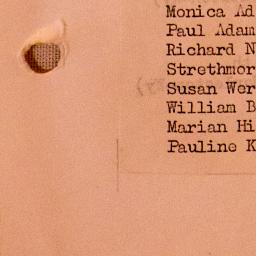 Monica Ad
Paul Adam
Richard N
Strethmor
Susan Wer
William B
Marian Hi
Pauline K